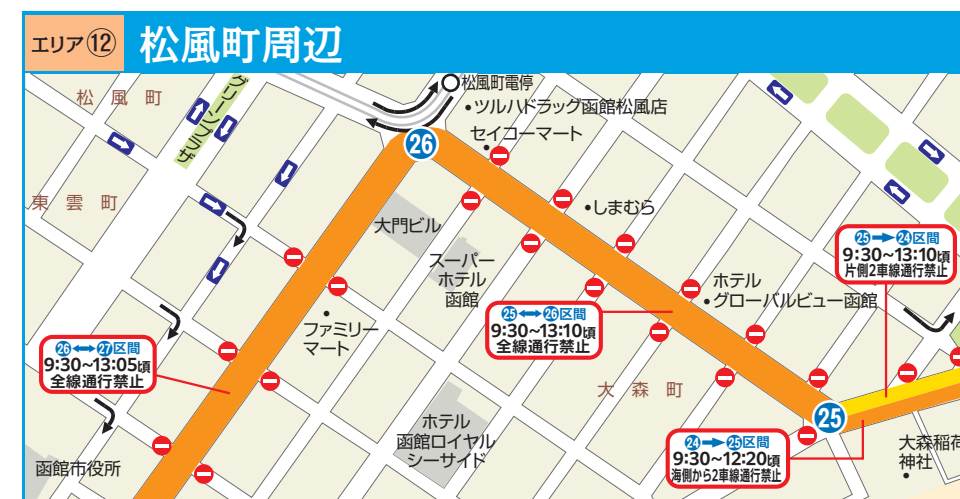 エリア⑫ 松風町周辺
松風町電停
ツルハドラッグ函館松風店
セイコーマート
松風町
グリーンプラザ
26
東雲町
しまむら
大門ビル
25→24区間
9:30~13:10頃
片側2車線通行禁止
スーパー
ホテル
函館
ホテル
グローバルビュー函館
25↔26区間
9:30~13:10頃
全線通行禁止
ファミリー
マート
26↔27区間
9:30~13:05頃
全線通行禁止
大森町
25
ホテル
函館ロイヤル
シーサイド
24→25区間
9:30~12:20頃
海側から2車線通行禁止
大森稲荷
神社
函館市役所